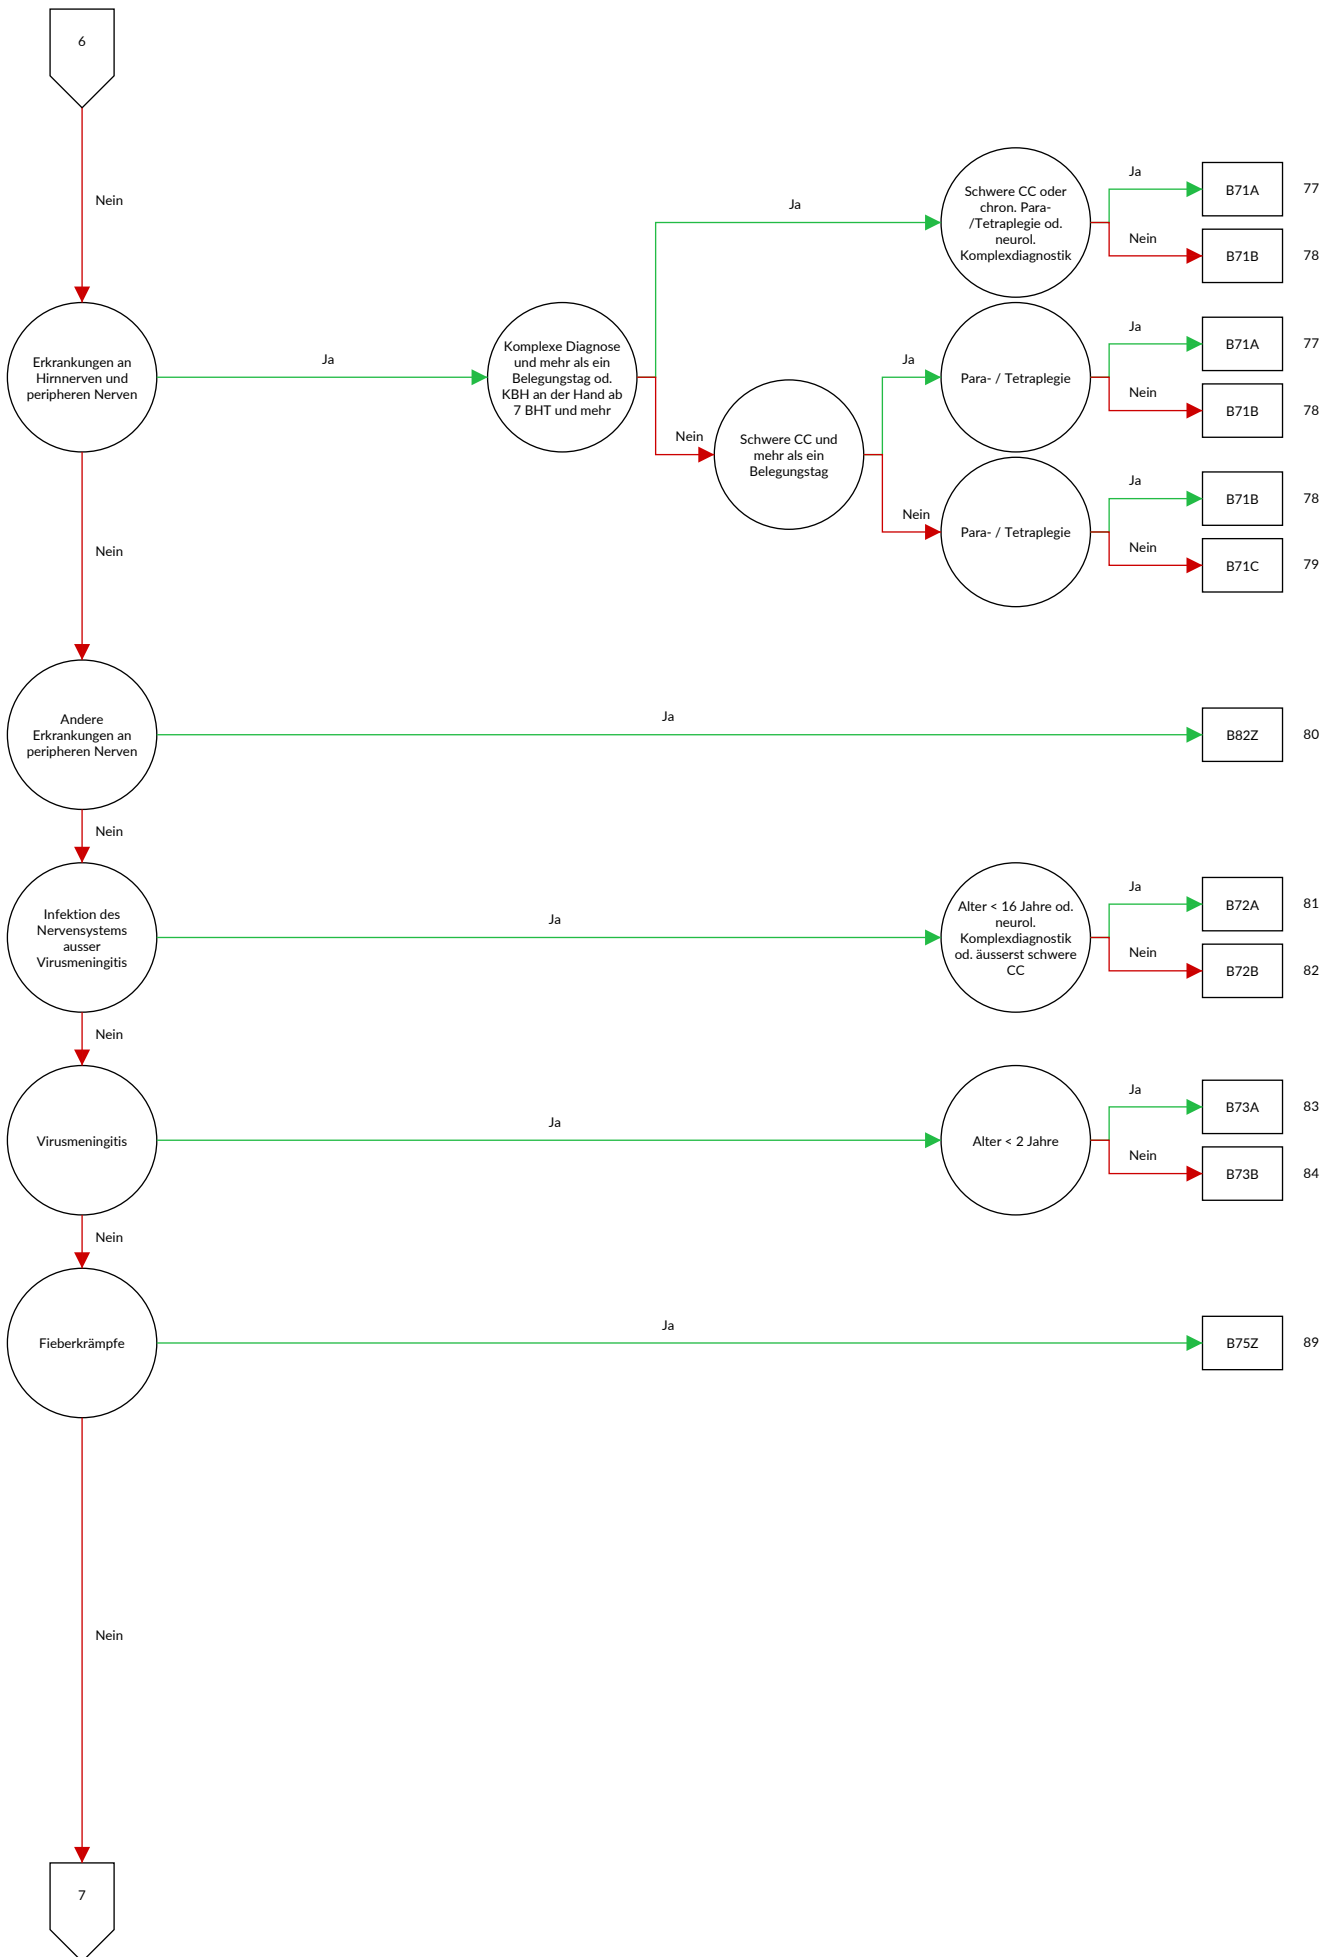 6
Nein
Schwere CC oder
chron. Para-
/Tetraplegie od.
neurol.
Komplexdiagnostik
Ja
B71A
77
Nein
B71B
78
Ja
Erkrankungen an
Hirnnerven und
peripheren Nerven
Ja
Komplexe Diagnose
und mehr als ein
Belegungstag od.
KBH an der Hand ab
7 BHT und mehr
Nein
Schwere CC und
mehr als ein
Belegungstag
Ja
Para- / Tetraplegie
Ja
B71A
77
Nein
B71B
78
Nein
Para- / Tetraplegie
Ja
B71B
78
Nein
B71C
79
Nein
Andere
Erkrankungen an
peripheren Nerven
Ja
B82Z
80
Nein
Infektion des
Nervensystems
ausser
Virusmeningitis
Ja
Alter < 16 Jahre od.
neurol.
Komplexdiagnostik
od. äusserst schwere
CC
Ja
B72A
81
Nein
B72B
82
Nein
Virusmeningitis
Ja
Alter < 2 Jahre
Ja
B73A
83
Nein
B73B
84
Nein
Fieberkrämpfe
Ja
B75Z
89
Nein
7